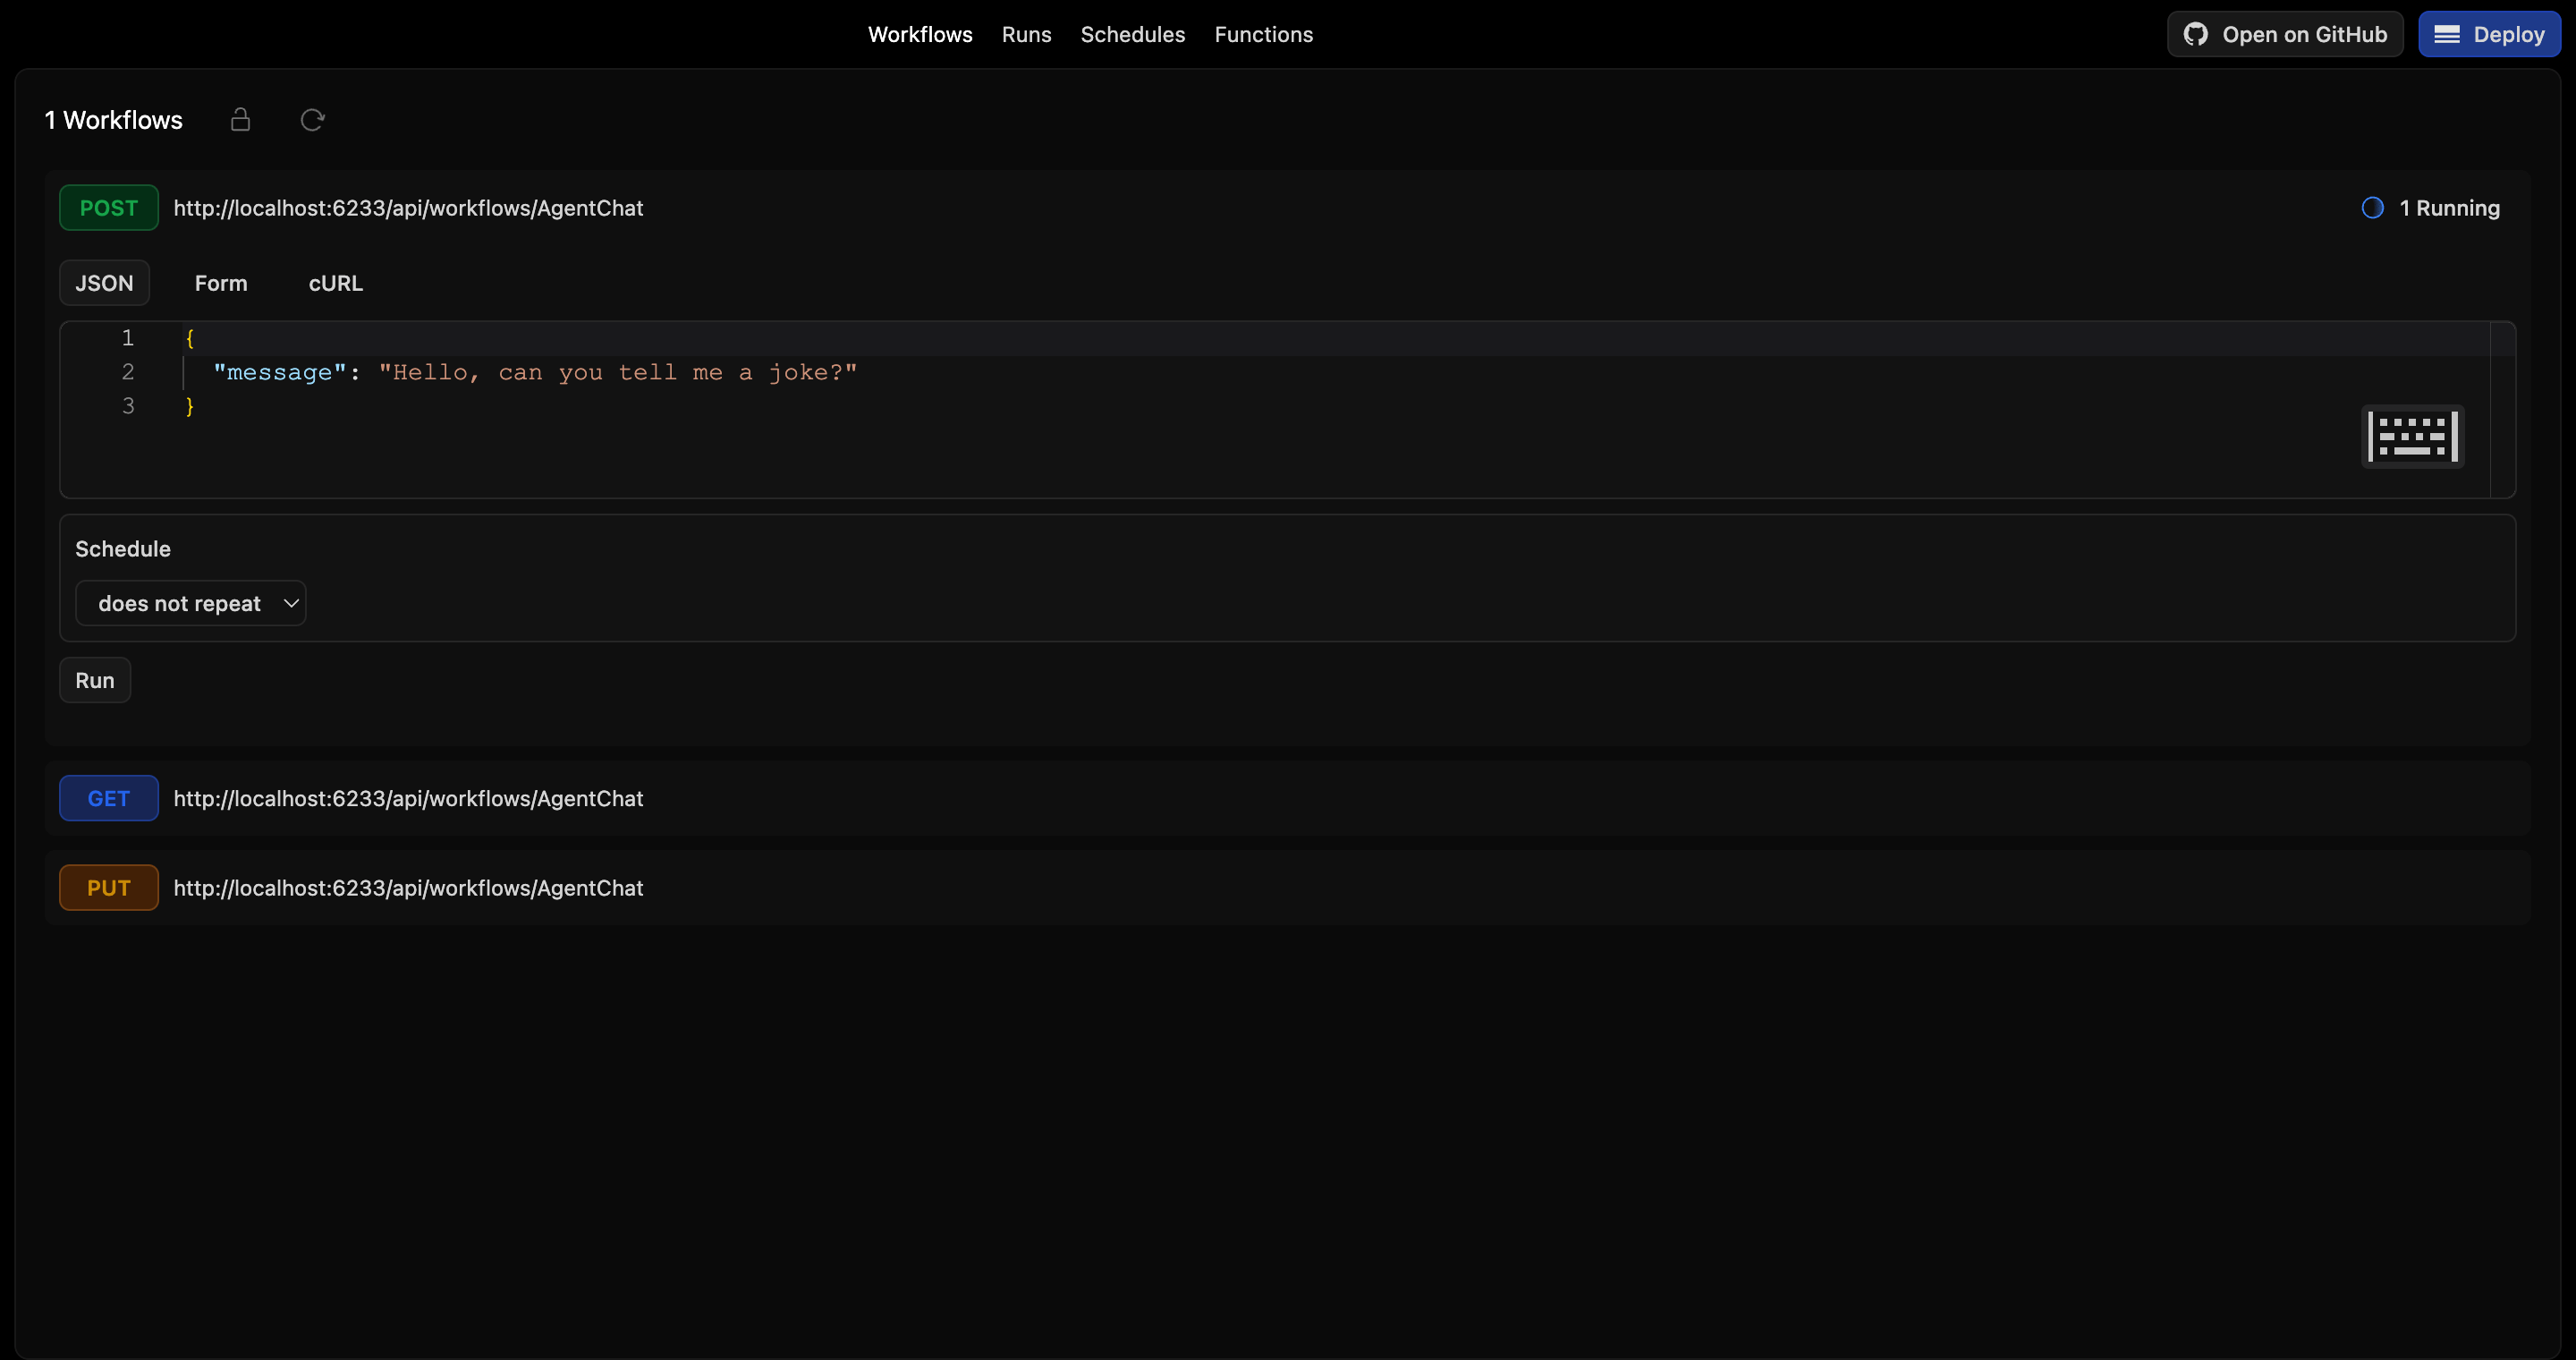 Workflows Runs Schedules Functions Open on GitHub Deploy
1 Workflows
POST http://localhost:6233/api/workflows/AgentChat 1 Running
JSON Form cURL
1 {
2 "message": "Hello, can you tell me a joke?"
3 }
Schedule
does not repeat
Run
GET http://localhost:6233/api/workflows/AgentChat
PUT http://localhost:6233/api/workflows/AgentChat